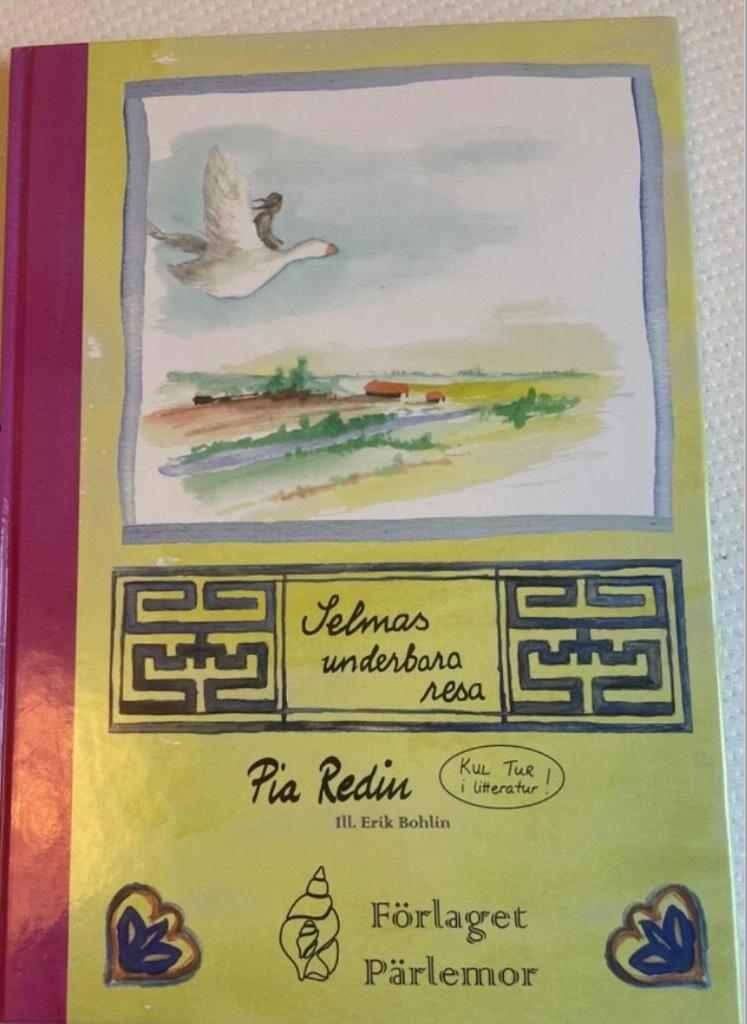 Selmas
underbara
resa
Pia Redin
KUL TUR
i litteratur!
Ill. Erik Bohlin
Förlaget
Pärlemor